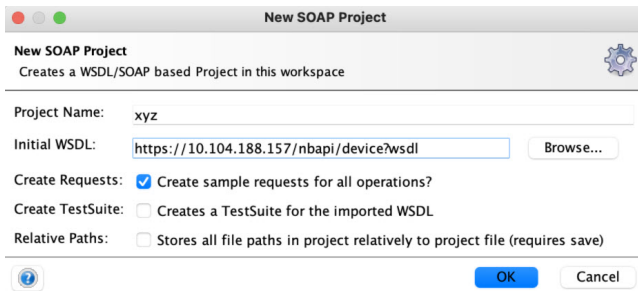 New SOAP Project
New SOAP Project
Creates a WSDL/SOAP based Project in this workspace
Project Name: xyz
Initial WSDL: https://10.104.188.157/nbapi/device?wsdl Browse...
Create Requests: Create sample requests for all operations?
Create TestSuite: Creates a TestSuite for the imported WSDL
Relative Paths: Stores all file paths in project relatively to project file (requires save)
? OK Cancel